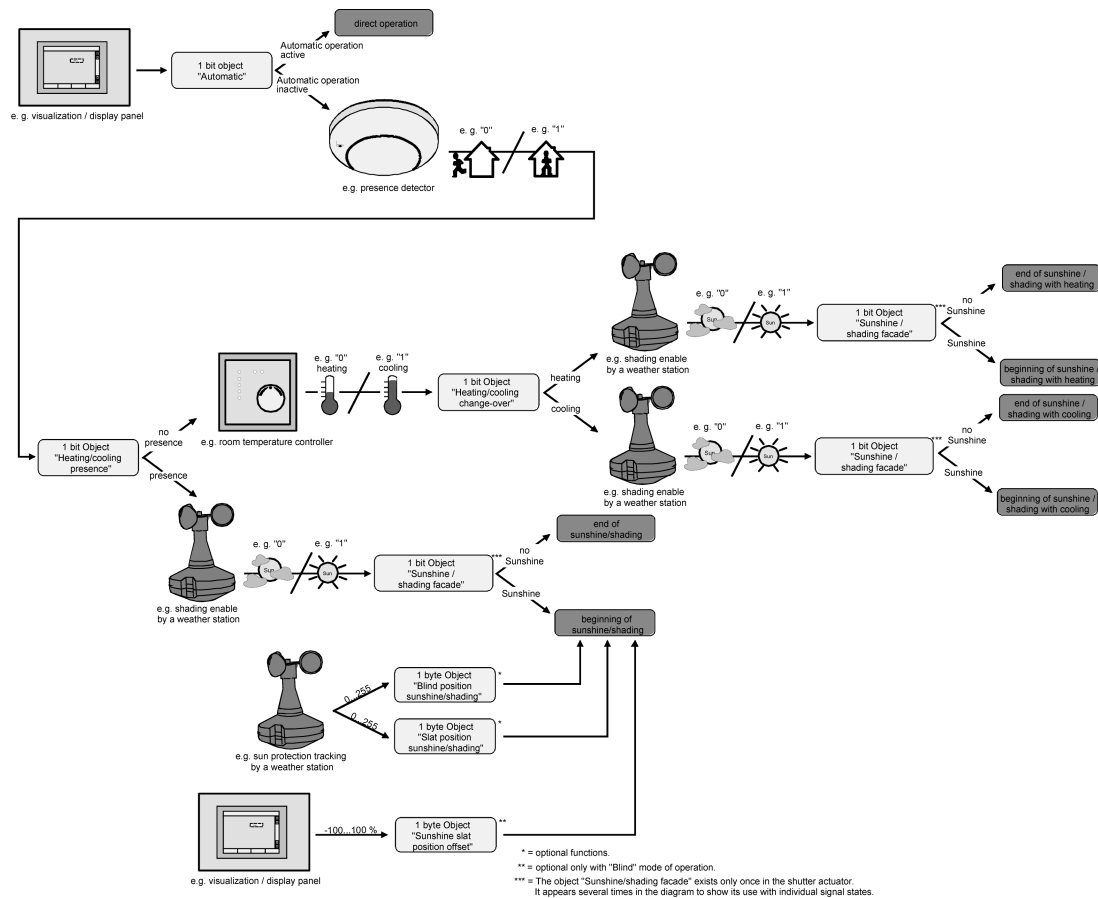 direct operation
Automatic operation
active
1 bit object
"Automatic"
Automatic operation
inactive
e. g. visualization / display panel
e. g. "0"
e. g. "1"
e.g. presence detector
e. g. "0"
heating
e. g. "1"
cooling
1 bit Object
"Heating/cooling
change-over"
heating
cooling
e.g. room temperature controller
e. g. "0"
e. g. "1"
Sun
Sun
e.g. shading enable
by a weather station
1 bit Object
"Sunshine /
shading facade"
***
no
Sunshine
Sunshine
end of sunshine /
shading with heating
beginning of sunshine /
shading with heating
e. g. "0"
e. g. "1"
Sun
Sun
e.g. shading enable
by a weather station
1 bit Object
"Sunshine /
shading facade"
***
no
Sunshine
Sunshine
end of sunshine /
shading with cooling
beginning of sunshine /
shading with cooling
1 bit Object
"Heating/cooling
presence"
no
presence
presence
e. g. "0"
e. g. "1"
Sun
Sun
e.g. shading enable
by a weather station
1 bit Object
"Sunshine /
shading facade"
***
no
Sunshine
Sunshine
end of
sunshine/shading
beginning of
sunshine/shading
0...255
0...255
e.g. sun protection tracking
by a weather station
1 byte Object
"Blind position
sunshine/shading"
*
1 byte Object
"Slat position
sunshine/shading"
*
-100...100 %
1 byte Object
"Sunshine slat
position offset"
**
e.g. visualization / display panel
* = optional functions.
** = optional only with "Blind" mode of operation.
*** = The object "Sunshine/shading facade" exists only once in the shutter actuator.
It appears several times in the diagram to show its use with individual signal states.